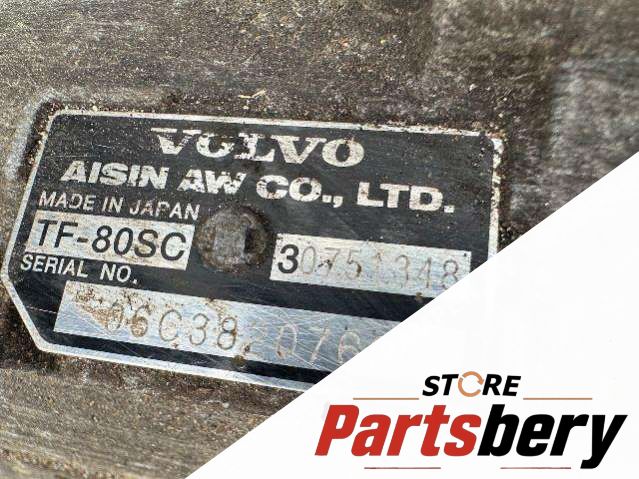 VOLVO
AISIN AW CO., LTD.
MADE IN JAPAN
TF-80SC 30751348
SERIAL NO.
06C38 076
STORE
Partsbery